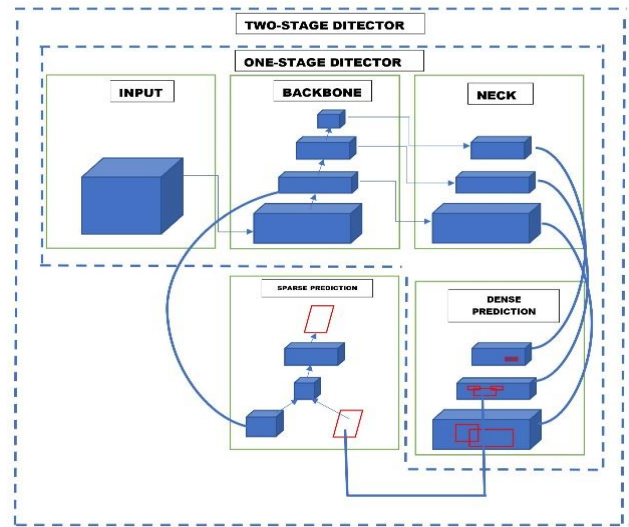 TWO-STAGE DITECTOR
ONE-STAGE DITECTOR
INPUT
BACKBONE
NECK
SPARSE PREDICTION
DENSE
PREDICTION